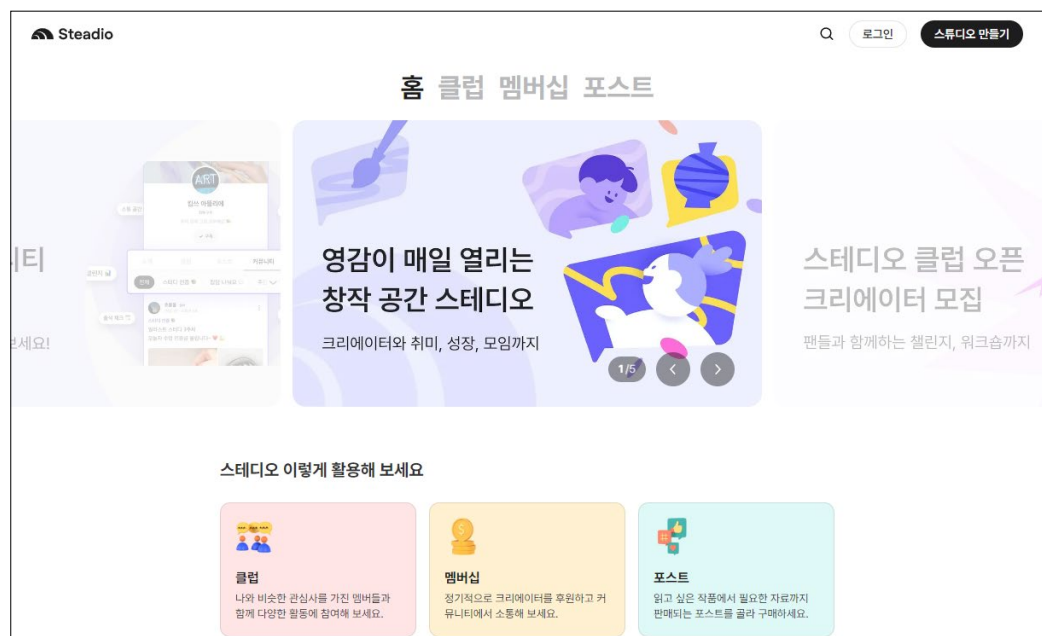 Steadio
로그인
스튜디오 만들기
홈 클럽 멤버십 포스트
ART
커뮤니티
시티
보세요!
영감이 매일 열리는
창작 공간 스테디오
크리에이터와 취미, 성장, 모임까지
1/5
스테디오 클럽 오픈
크리에이터 모집
팬들과 함께하는 챌린지, 워크숍까지
스테디오 이렇게 활용해 보세요
클럽
나와 비슷한 관심사를 가진 멤버들과
함께 다양한 활동에 참여해 보세요.
멤버십
정기적으로 크리에이터를 후원하고 커
뮤니티에서 소통해 보세요.
포스트
읽고 싶은 작품에서 필요한 자료까지
판매되는 포스트를 골라 구매하세요.